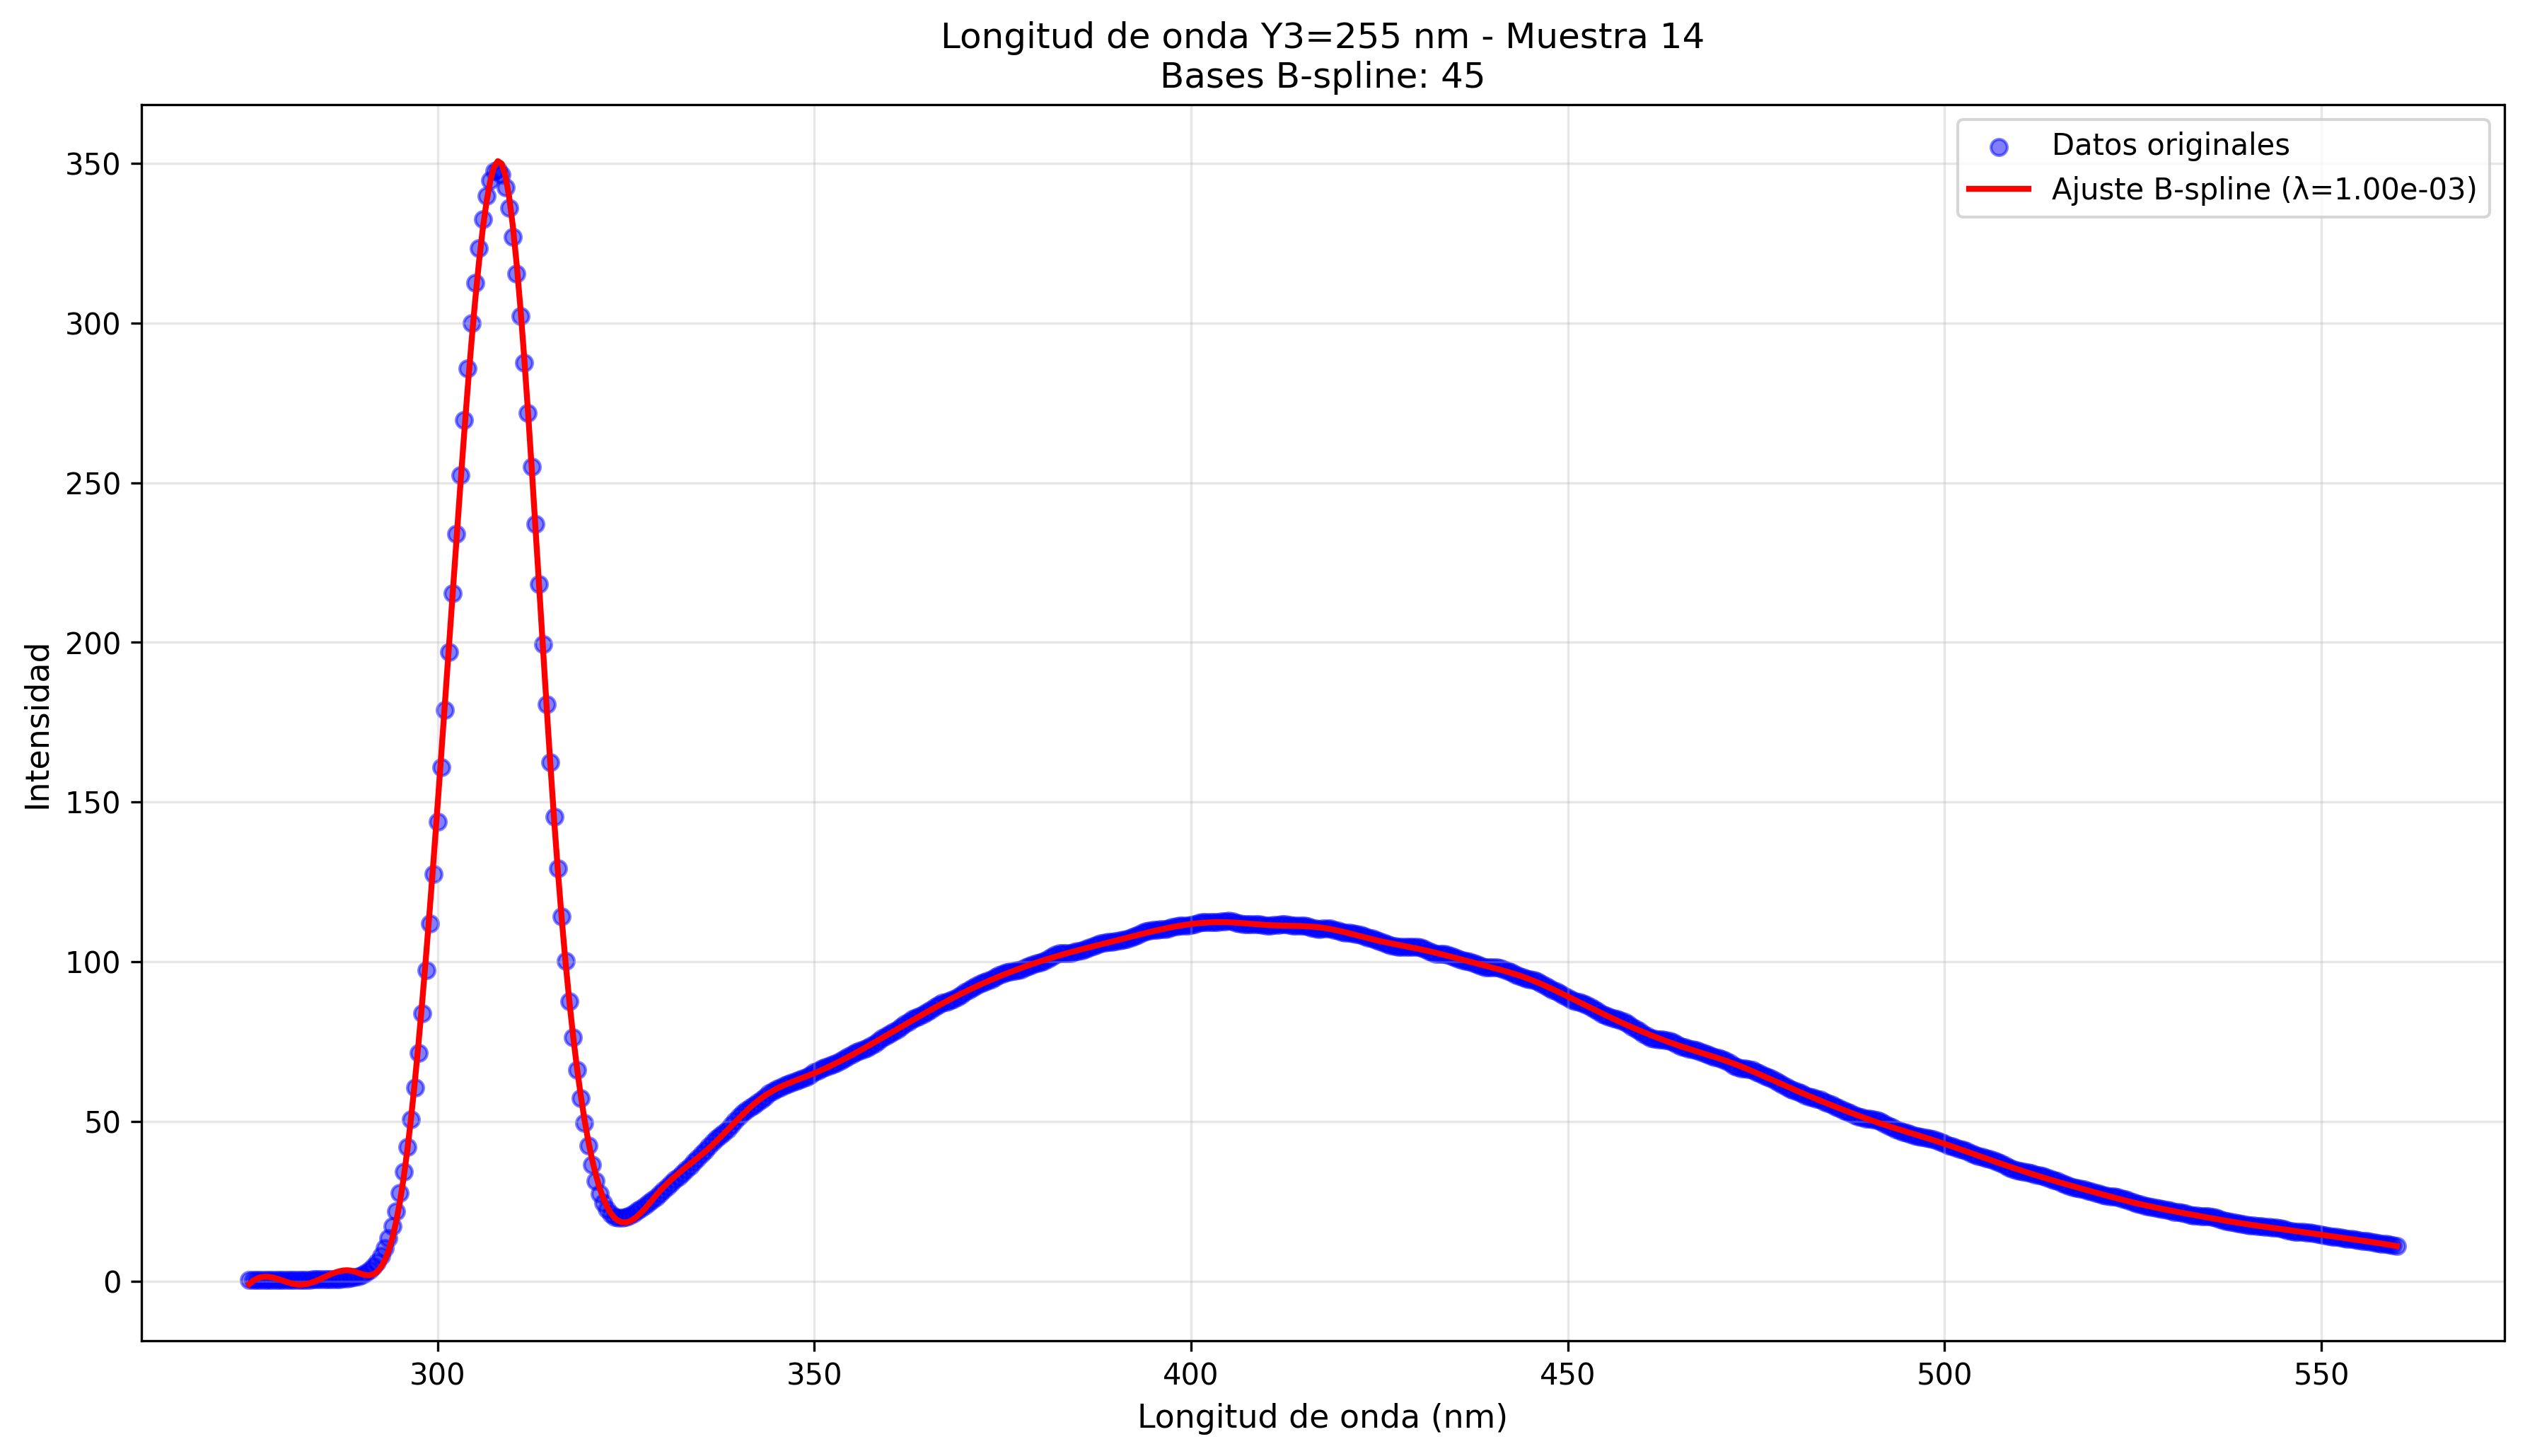 Longitud de onda Y3=255 nm - Muestra 14
Bases B-spline: 45
Datos originales
Ajuste B-spline (λ=1.00e-03)
Intensidad
350
300
250
200
150
100
50
0
300 350 400 450 500 550
Longitud de onda (nm)